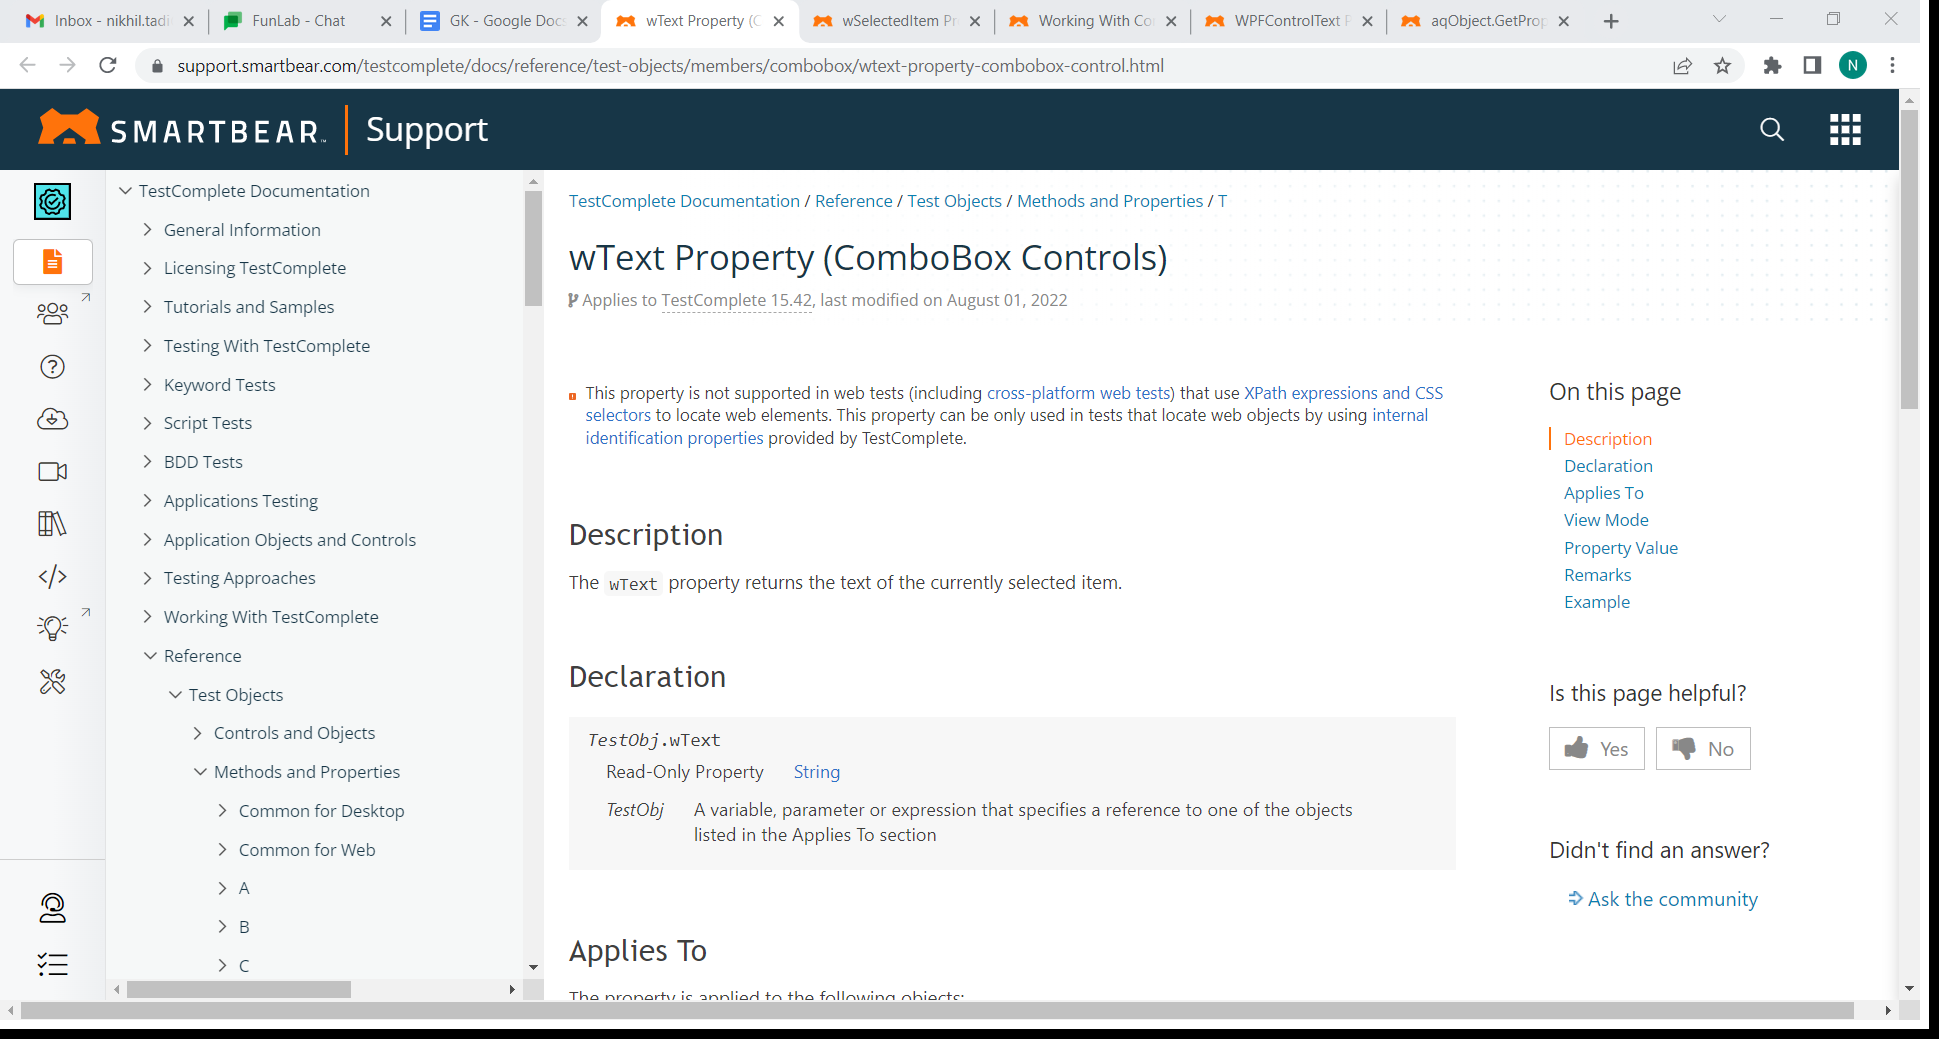 Inbox - nikhil.tadi
FunLab - Chat
GK - Google Docs
wText Property (C
wSelectedItem Pr
Working With Co
WPFControlText P
aqObject.GetProp
support.smartbear.com/testcomplete/docs/reference/test-objects/members/combobox/wtext-property-combobox-control.html
N
SMARTBEAR Support
TestComplete Documentation
General Information
Licensing TestComplete
Tutorials and Samples
Testing With TestComplete
Keyword Tests
Script Tests
BDD Tests
Applications Testing
Application Objects and Controls
Testing Approaches
Working With TestComplete
Reference
Test Objects
Controls and Objects
Methods and Properties
Common for Desktop
Common for Web
A
B
C
TestComplete Documentation / Reference / Test Objects / Methods and Properties / T
wText Property (ComboBox Controls)
Applies to TestComplete 15.42, last modified on August 01, 2022
This property is not supported in web tests (including cross-platform web tests) that use XPath expressions and CSS
selectors to locate web elements. This property can be only used in tests that locate web objects by using internal
identification properties provided by TestComplete.
Description
The wText property returns the text of the currently selected item.
Declaration
TestObj.wText
Read-Only Property String
TestObj A variable, parameter or expression that specifies a reference to one of the objects
listed in the Applies To section
Applies To
The property is applied to the following objects:
On this page
Description
Declaration
Applies To
View Mode
Property Value
Remarks
Example
Is this page helpful?
Yes
No
Didn't find an answer?
Ask the community